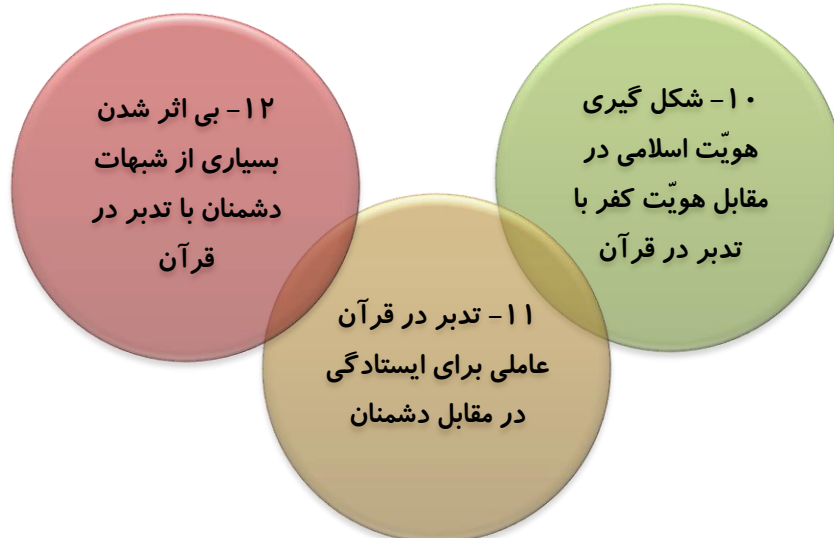 ۱۰- شکل گیری
هویّت اسلامی در
مقابل هویّت کفر با
تدبر در قرآن
۱۱- تدبر در قرآن
عاملی برای ایستادگی
در مقابل دشمنان
۱۲- بی اثر شدن
بسیاری از شبهات
دشمنان با تدبر در
قرآن